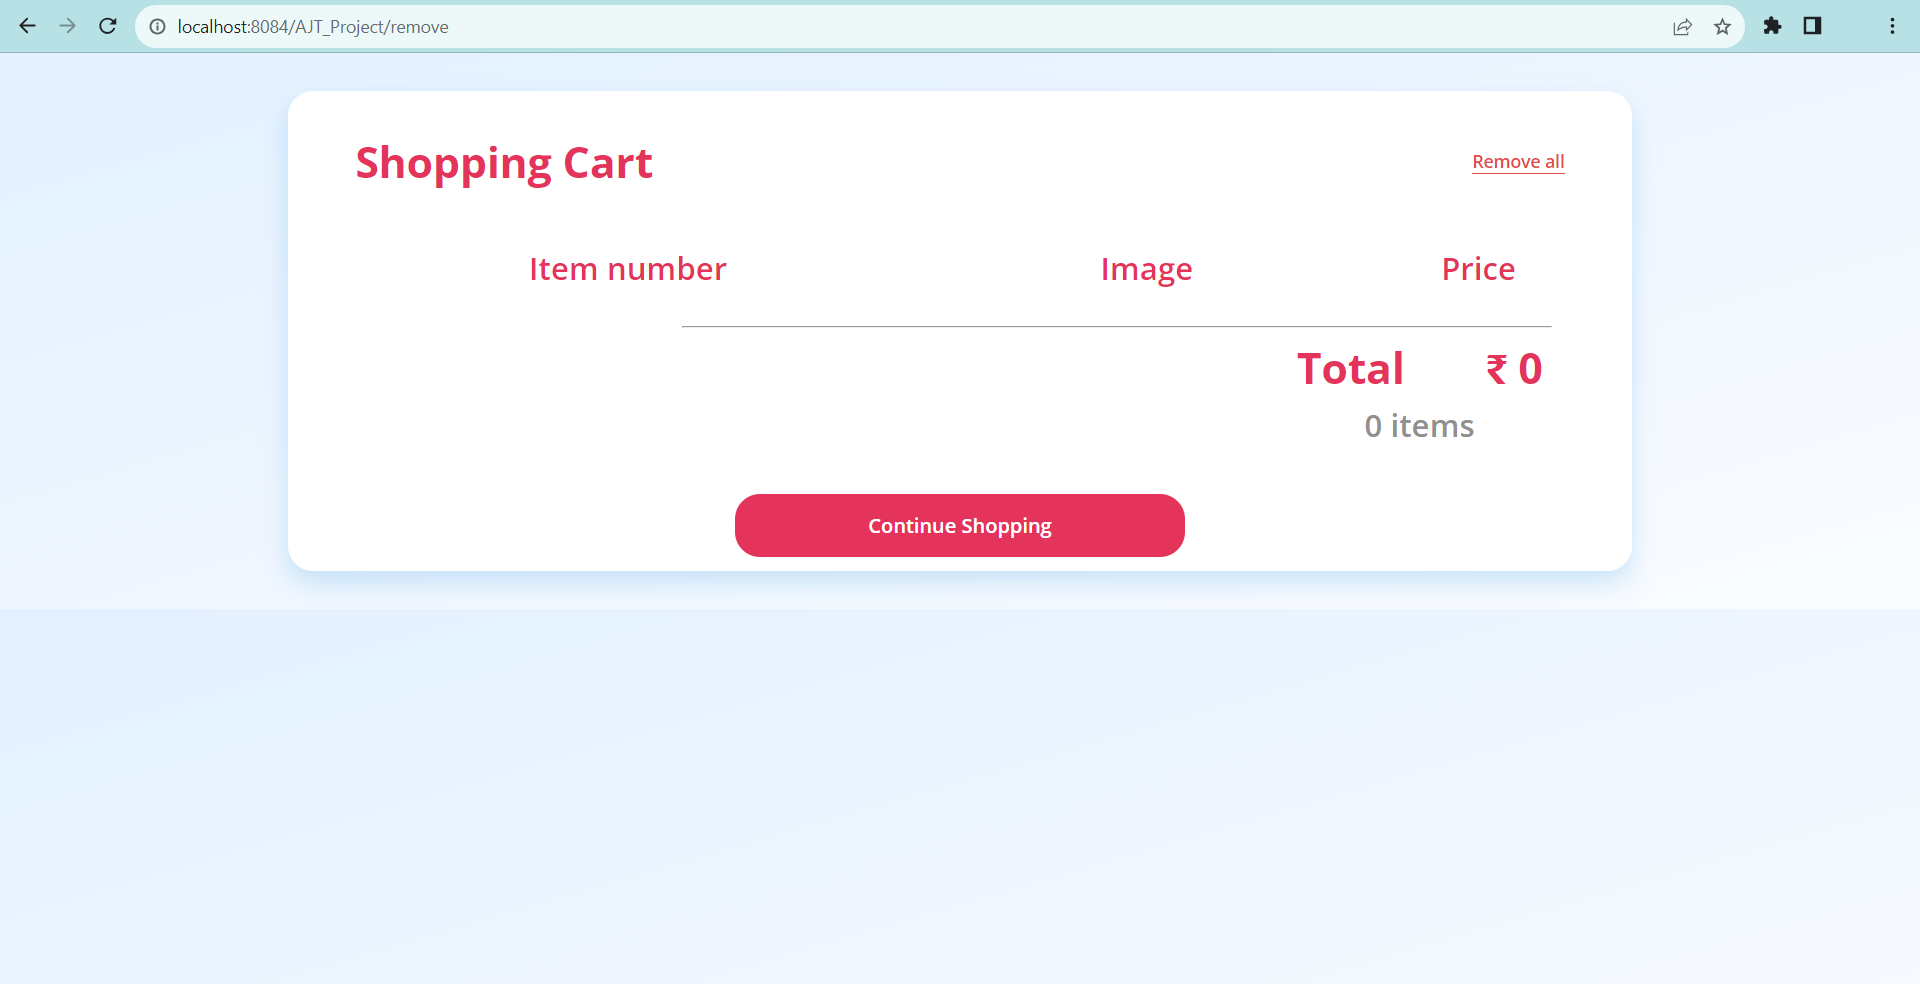 localhost:8084/AJT_Project/remove
Shopping Cart
Remove all
Item number Image Price
Total ₹ 0
0 items
Continue Shopping